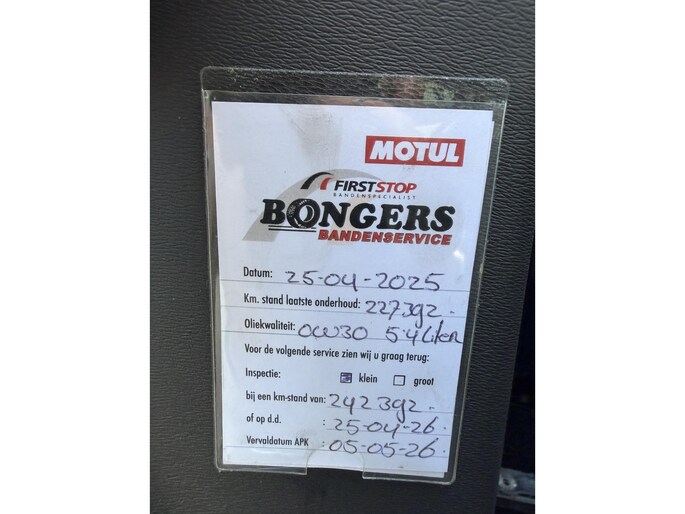 MOTUL
FIRSTSTOP
BANDENSPECIALIST
BONGERS
BANDENSERVICE
Datum: 25-04-2025
Km. stand laatste onderhoud: 227392.
Oliekwaliteit: 0W30 5.4 liter
Voor de volgende service zien wij u graag terug:
Inspectie: klein groot
bij een km-stand van: 242392.
of op d.d. : 25-04-26.
Vervaldatum APK : 05-05-26.